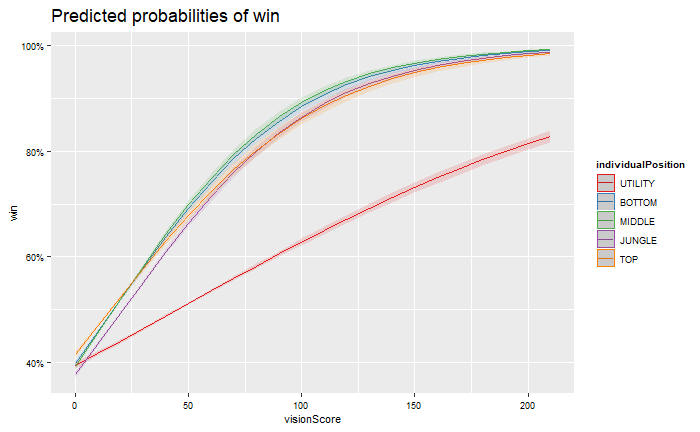 Predicted probabilities of win
100%
80%
60%
40%
win
0
50
100
150
200
visionScore
individualPosition
UTILITY
BOTTOM
MIDDLE
JUNGLE
TOP